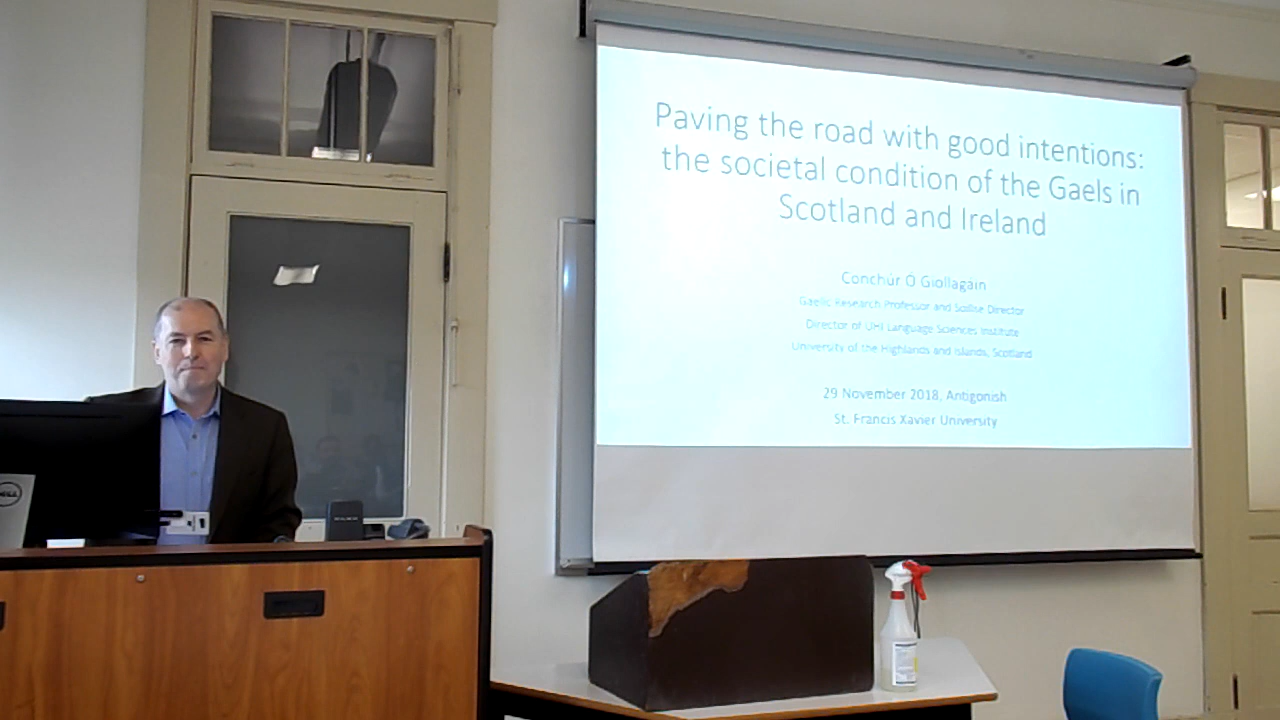 Paving the road with good intentions:
the societal condition of the Gaels in
Scotland and Ireland
Conchúr Ó Giollagáin
Gaelic Research Professor and Soillse Director
Director of UHI Language Sciences Institute
University of the Highlands and Islands, Scotland
29 November 2018, Antigonish
St. Francis Xavier University
DELL